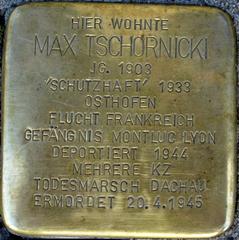 HIER WOHNTE
MAX TSCHORNICKI
JG. 1903
'SCHUTZHAFT' 1933
OSTHOFEN
FLUCHT FRANKREICH
GEFÄNGNIS MONTLUC LYON
DEPORTIERT 1944
MEHRERE KZ
TODESMARSCH DACHAU
ERMORDET 20.4.1945